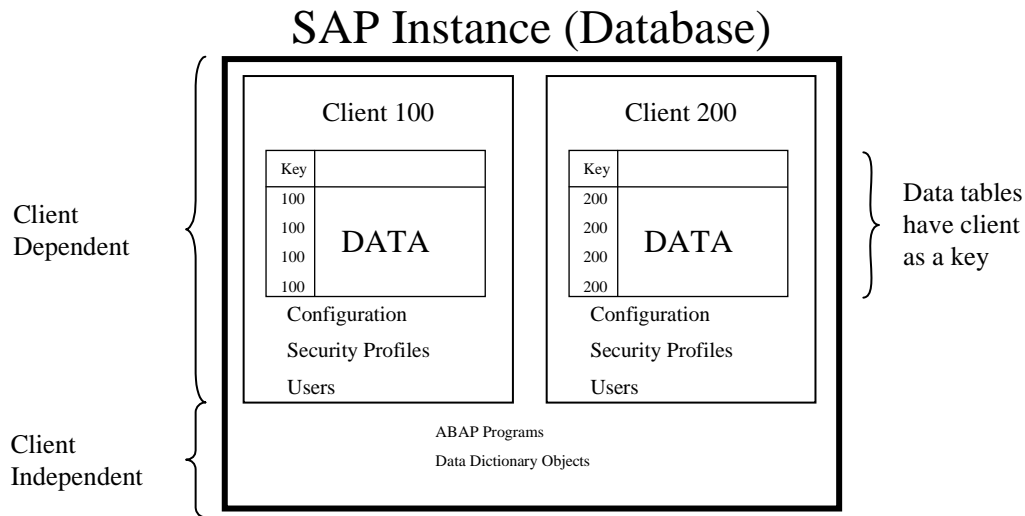 SAP Instance (Database)
Client
Dependent
Client 100
Key
100
100
100
100
DATA
Configuration
Security Profiles
Users
Client 200
Key
200
200
200
200
DATA
Configuration
Security Profiles
Users
Data tables
have client
as a key
Client
Independent
ABAP Programs
Data Dictionary Objects